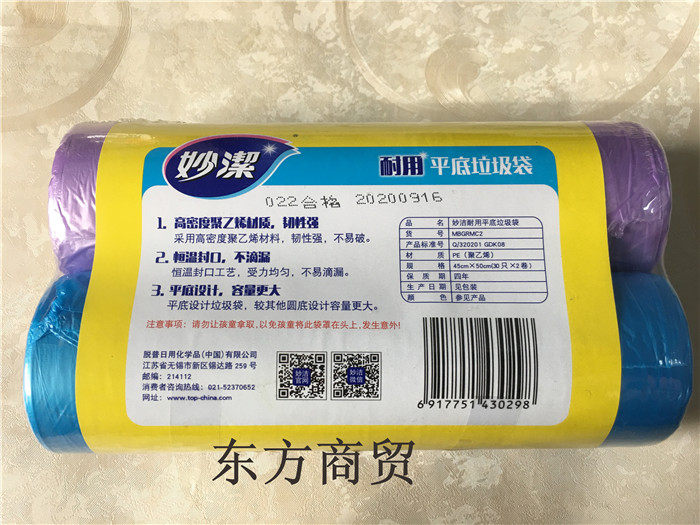 妙潔
耐用 平底垃圾袋
022合格 20200916
1. 高密度聚乙烯材质，韧性强
采用高密度聚乙烯材料，韧性强，不易破。
2. 恒温封口，不滴漏
恒温封口工艺，受力均匀，不易滴漏。
3. 平底设计，容量更大
平底设计垃圾袋，较其他圆底设计容量更大。
注意事项：请勿让孩童拿取，以免孩童将此袋罩在头上，发生意外！
品名 妙洁耐用平底垃圾袋
货号 MBGRMC2
产品标准号 Q/320201 GDK08
材质 PE（聚乙烯）
规格 45cm×50cm(30只×2卷)
保质期 四年
生产日期 见包装
颜色 参见产品
脱普日用化学品(中国)有限公司
江苏省无锡市新区锡达路 259 号
邮编：214112
消费者咨询热线：021-52370652
网址：www.top-china.com
妙洁官网
妙洁微信
6 917751 430298
东方商贸